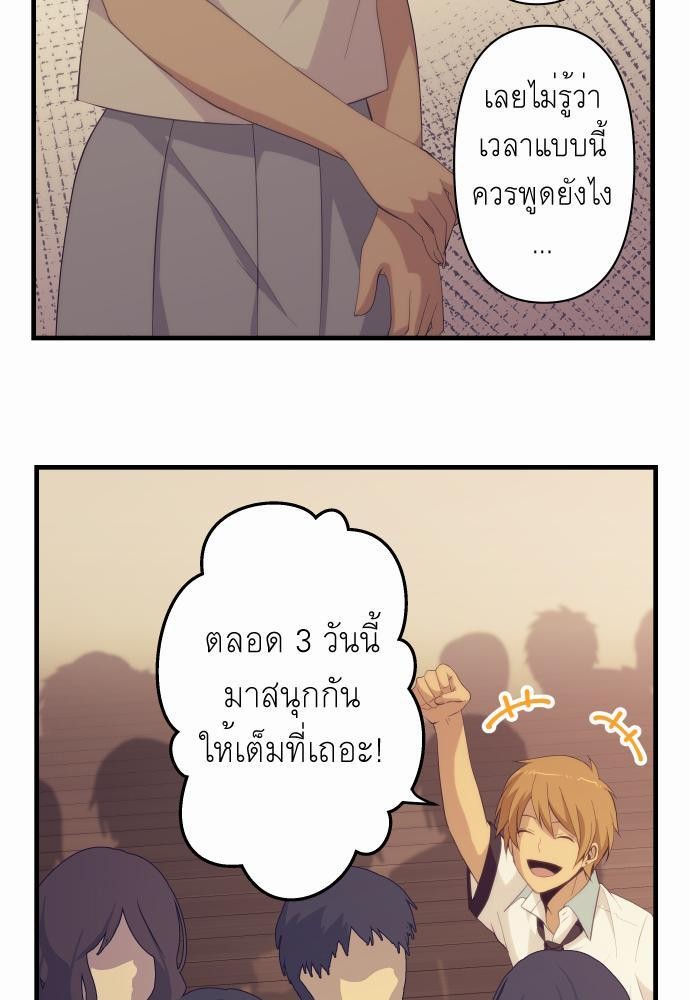 เลยไม่รู้ว่า
เวลาแบบนี้
ควรพูดยังไง
...
ตลอด 3 วันนี้
มาสนุกกัน
ให้เต็มที่เถอะ!